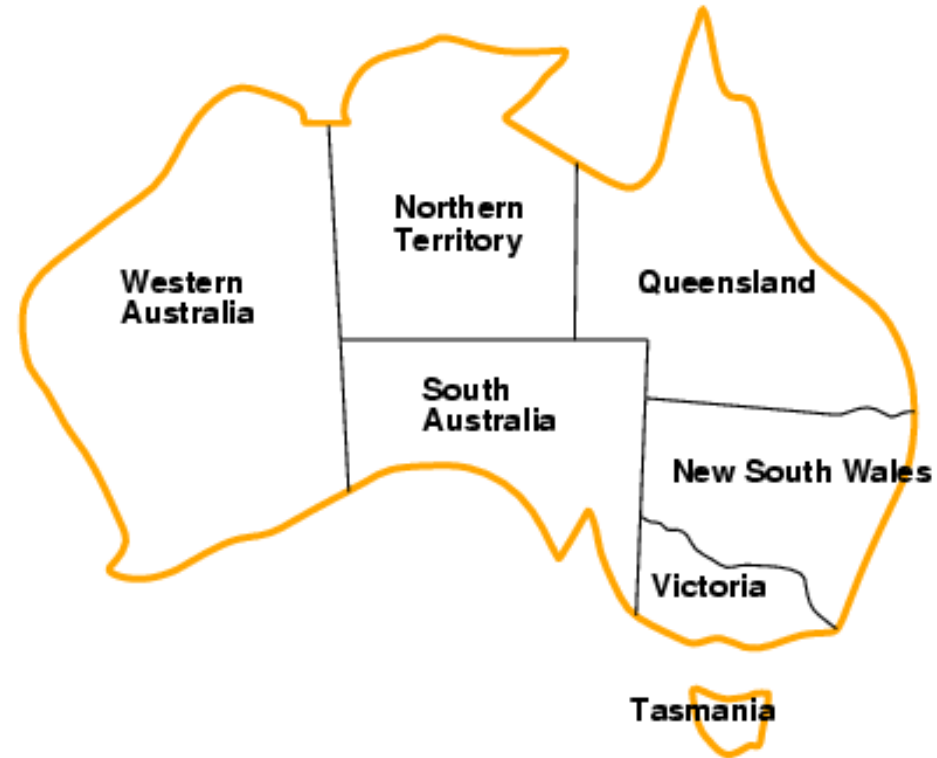 Northern
Territory
Western
Australia
Queensland
South
Australia
New South Wales
Victoria
Tasmania